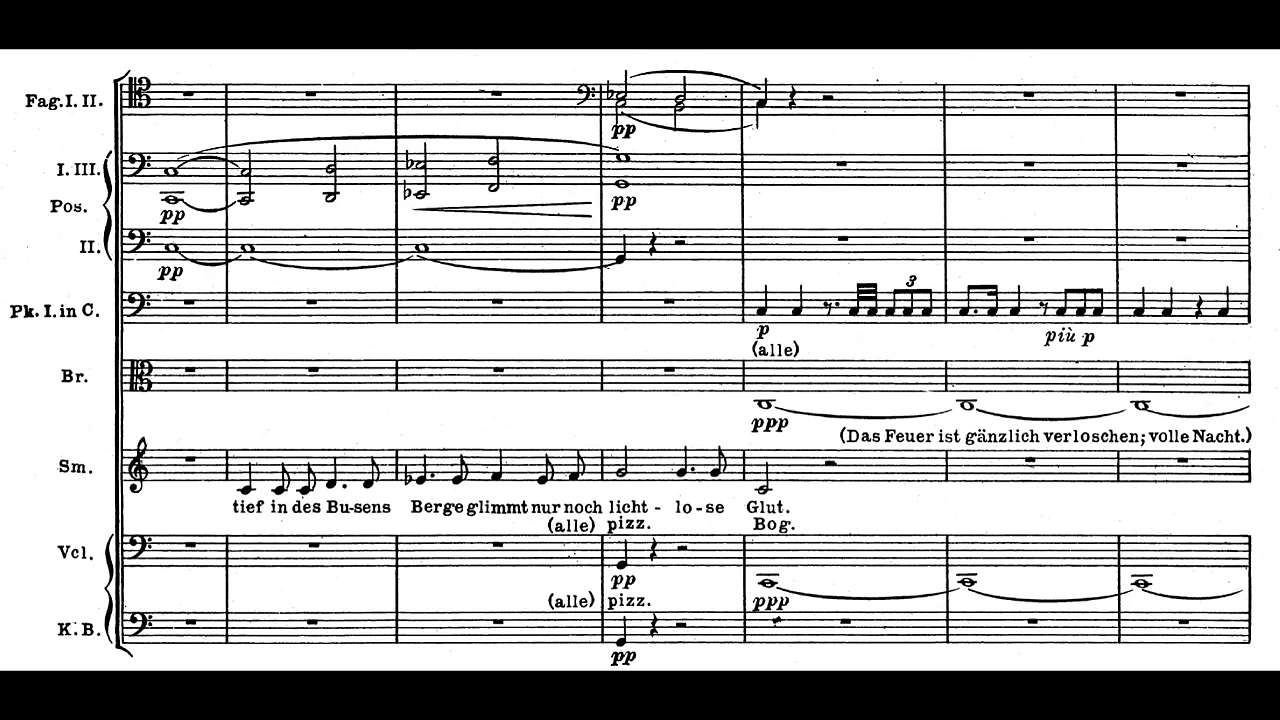 Fag. I. II.
pp
I. III.
Pos.
pp
pp
II.
pp
3
Pk. I. in C.
p
più p
(alle)
Br.
ppp
(Das Feuer ist gänzlich verloschen; volle Nacht.)
Sm.
tief in des Bu-sens Berge glimmt nur noch licht - lo - se Glut.
(alle) pizz. Bog.
Vcl.
pp
ppp
(alle) pizz.
K. B.
pp